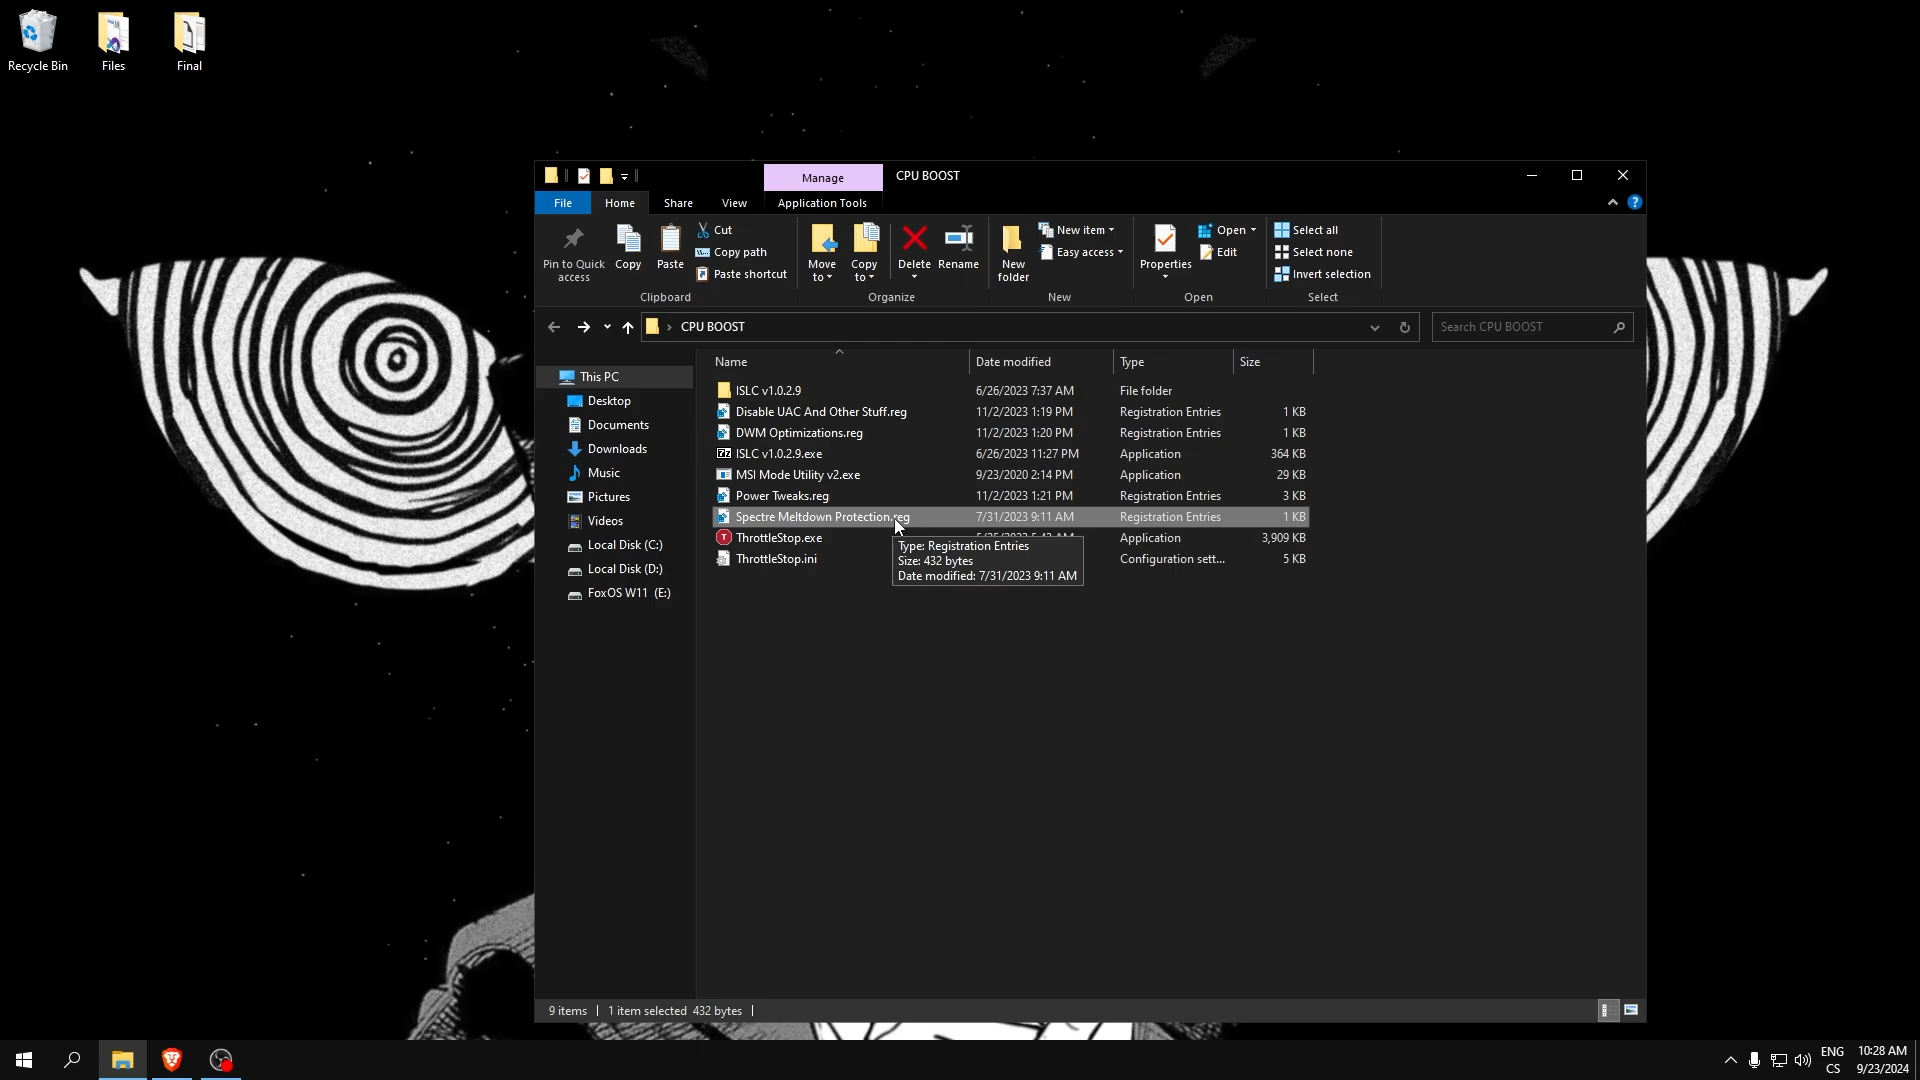 Recycle Bin
Files
Final
Manage
CPU BOOST
File
Home
Share
View
Application Tools
Pin to Quick
access
Copy
Paste
Cut
Copy path
Paste shortcut
Clipboard
Move
to
Copy
to
Delete
Rename
Organize
New
folder
New item
Easy access
New
Properties
Open
Edit
Open
Select all
Select none
Invert selection
Select
CPU BOOST
Search CPU BOOST
This PC
Desktop
Documents
Downloads
Music
Pictures
Videos
Local Disk (C:)
Local Disk (D:)
FoxOS W11 (E:)
Name Date modified Type Size
ISLC v1.0.2.9 6/26/2023 7:37 AM File folder
Disable UAC And Other Stuff.reg 11/2/2023 1:19 PM Registration Entries 1 KB
DWM Optimizations.reg 11/2/2023 1:20 PM Registration Entries 1 KB
ISLC v1.0.2.9.exe 6/26/2023 11:27 PM Application 364 KB
MSI Mode Utility v2.exe 9/23/2020 2:14 PM Application 29 KB
Power Tweaks.reg 11/2/2023 1:21 PM Registration Entries 3 KB
Spectre Meltdown Protection.reg 7/31/2023 9:11 AM Registration Entries 1 KB
ThrottleStop.exe Application 3,909 KB
ThrottleStop.ini Configuration sett... 5 KB
Type: Registration Entries
Size: 432 bytes
Date modified: 7/31/2023 9:11 AM
9 items 1 item selected 432 bytes
ENG
CS
10:28 AM
9/23/2024